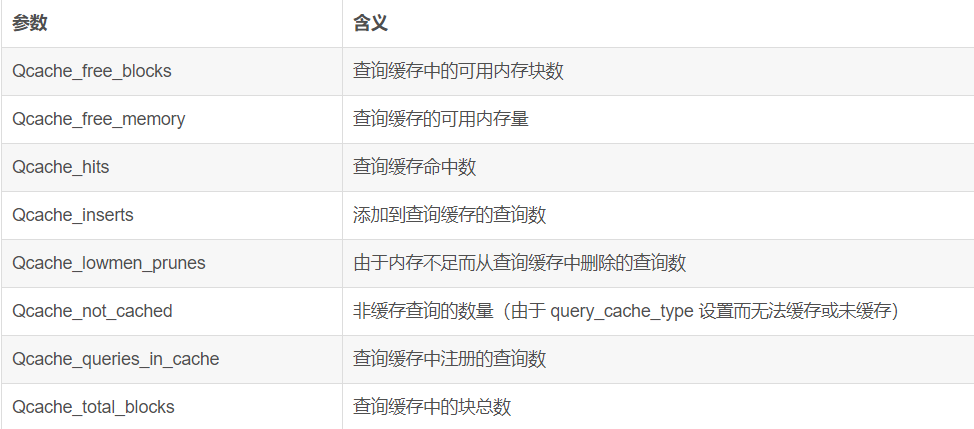 参数 含义
Qcache_free_blocks 查询缓存中的可用内存块数
Qcache_free_memory 查询缓存的可用内存量
Qcache_hits 查询缓存命中数
Qcache_inserts 添加到查询缓存的查询数
Qcache_lowmen_prunes 由于内存不足而从查询缓存中删除的查询数
Qcache_not_cached 非缓存查询的数量（由于 query_cache_type 设置而无法缓存或未缓存）
Qcache_queries_in_cache 查询缓存中注册的查询数
Qcache_total_blocks 查询缓存中的块总数